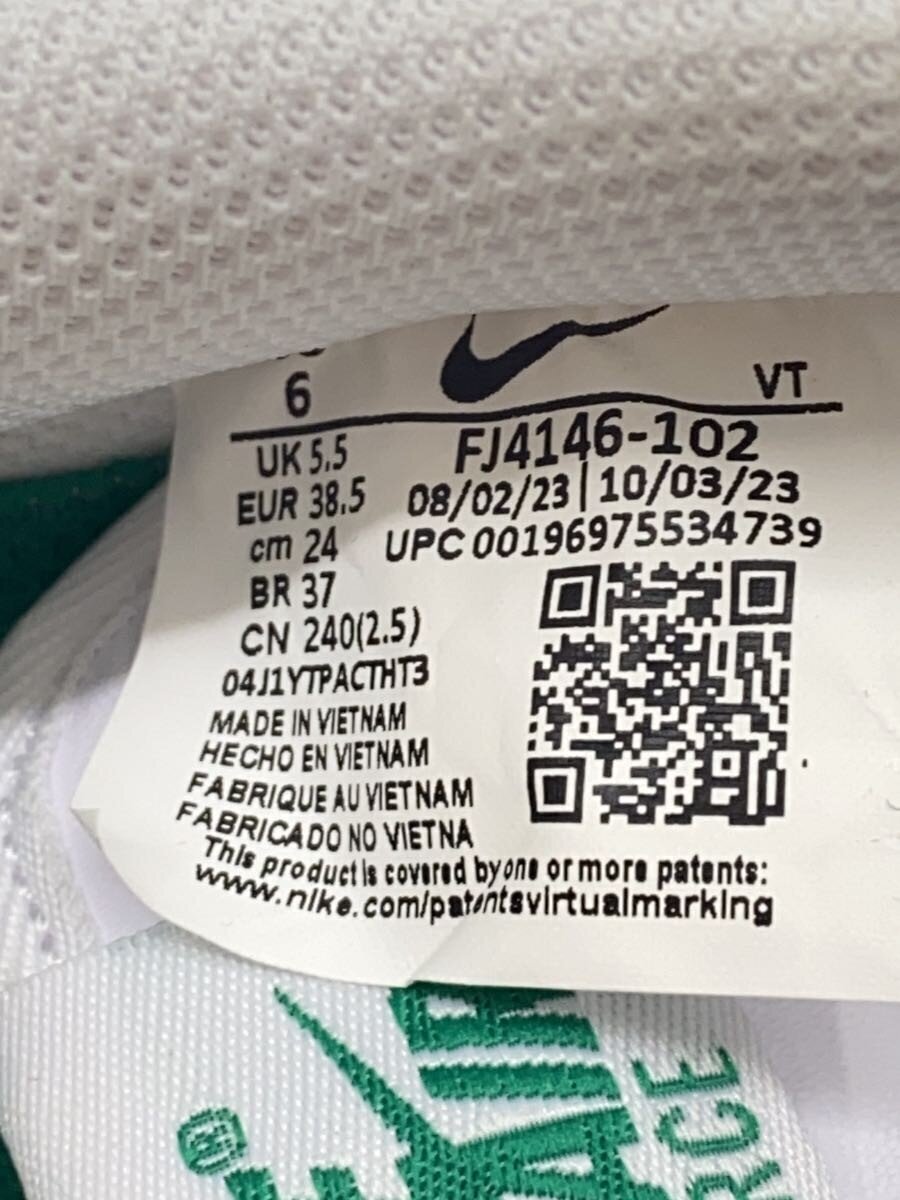 6
VT
UK 5.5
FJ4146-102
EUR 38.5
08/02/23 | 10/03/23
cm 24
UPC 00196975534739
BR 37
CN 240(2.5)
04J1YTPACTHT3
MADE IN VIETNAM
HECHO EN VIETNAM
FABRIQUE AU VIETNAM
FABRICADO NO VIETNA
This product is covered by one or more patents:
www.nike.com/patentsvirtualmarking
AIR
RCE